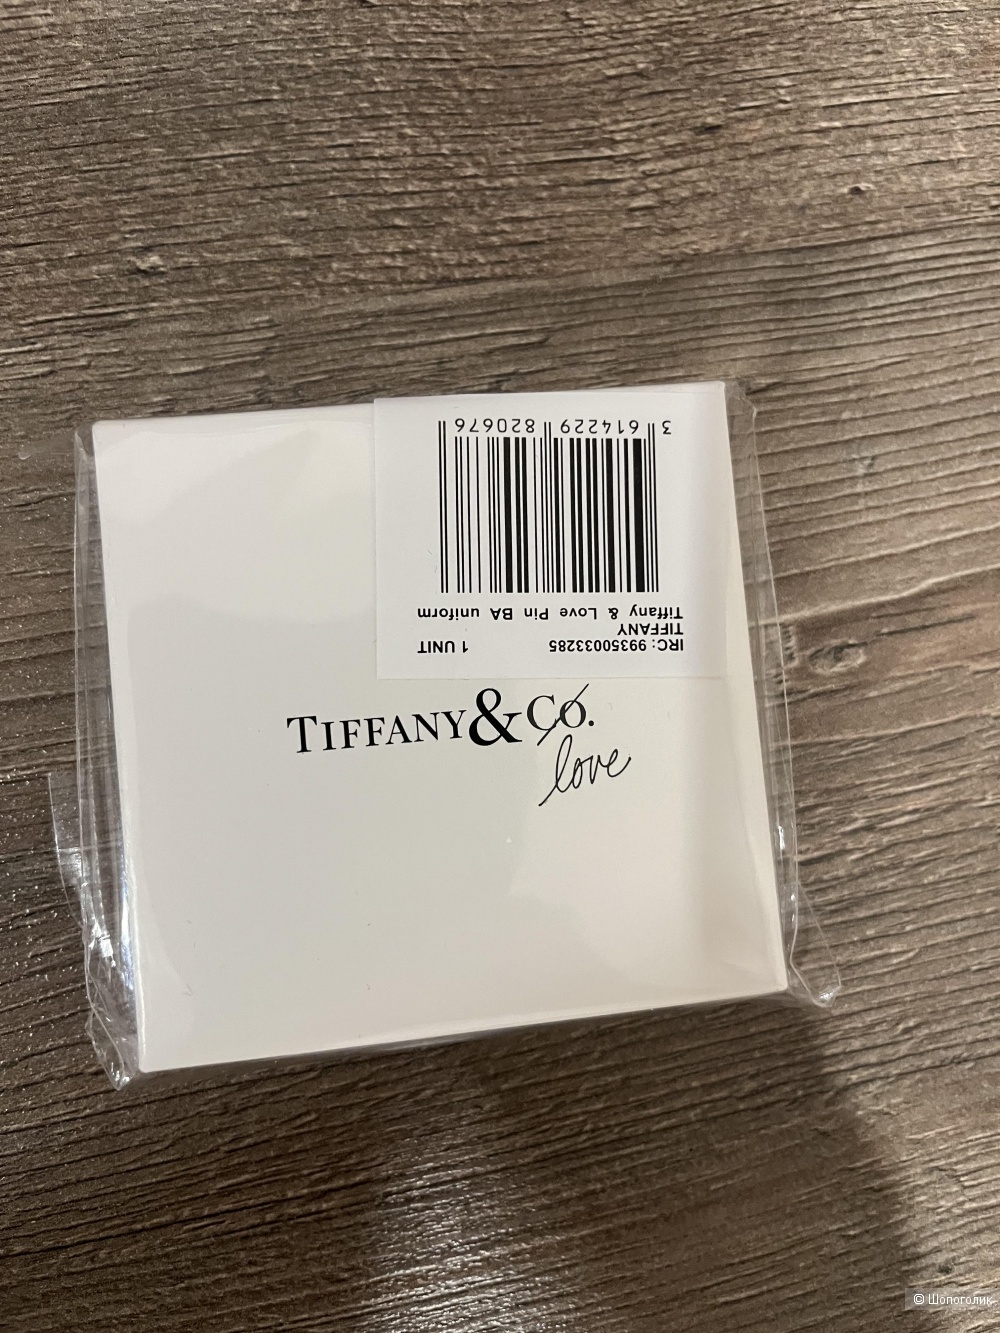 3 614229 820676
Tiffany & Love Pin BA uniform
TIFFANY
IRC: 99350033285 1 UNIT
TIFFANY & Co.
love
© Шопоголик